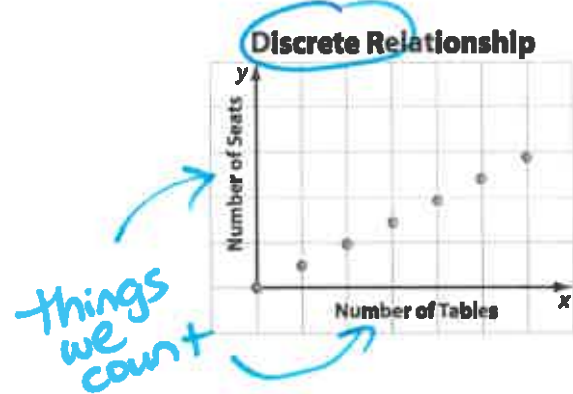 Discrete Relationship
y
Number of Seats
x
Number of Tables
things
we
count